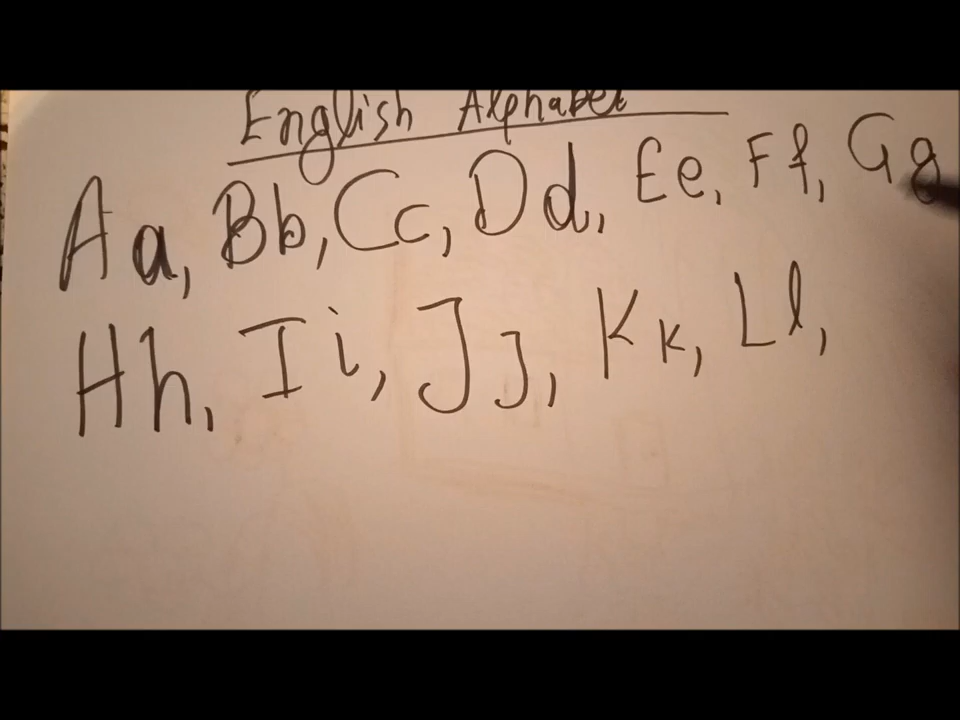 English Alphabet
Aa, Bb, Cc, Dd, Ee, Ff, Gg
Hh, Ii, Jj, Kk, Ll,